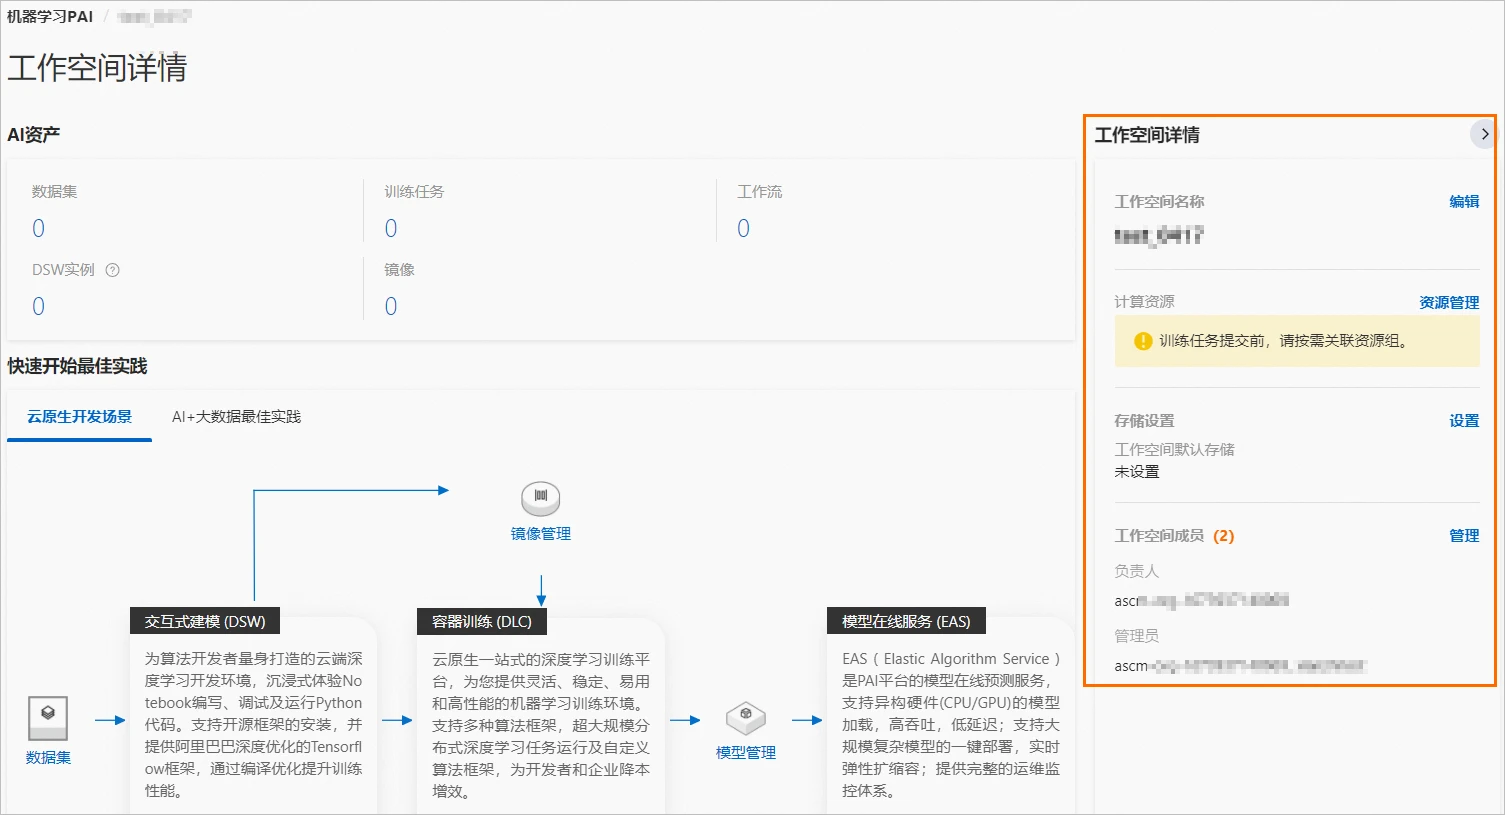 机器学习PAI /
工作空间详情
AI资产
数据集
0
训练任务
0
工作流
0
DSW实例 ?
0
镜像
0
快速开始最佳实践
云原生开发场景
AI+大数据最佳实践
镜像管理
数据集
交互式建模 (DSW)
为算法开发者量身打造的云端深
度学习开发环境，沉浸式体验No
tebook编写、调试及运行Python
代码。支持开源框架的安装，并
提供阿里巴巴深度优化的Tensorfl
ow框架，通过编译优化提升训练
性能。
容器训练 (DLC)
云原生一站式的深度学习训练平
台，为您提供灵活、稳定、易用
和高性能的机器学习训练环境。
支持多种算法框架，超大规模分
布式深度学习任务运行及自定义
算法框架，为开发者和企业降本
增效。
模型管理
模型在线服务 (EAS)
EAS ( Elastic Algorithm Service )
是PAI平台的模型在线预测服务，
支持异构硬件(CPU/GPU)的模型
加载，高吞吐，低延迟；支持大
规模复杂模型的一键部署，实时
弹性扩缩容；提供完整的运维监
控体系。
工作空间详情
工作空间名称
编辑
计算资源
资源管理
训练任务提交前，请按需关联资源组。
存储设置
设置
工作空间默认存储
未设置
工作空间成员 (2)
管理
负责人
管理员